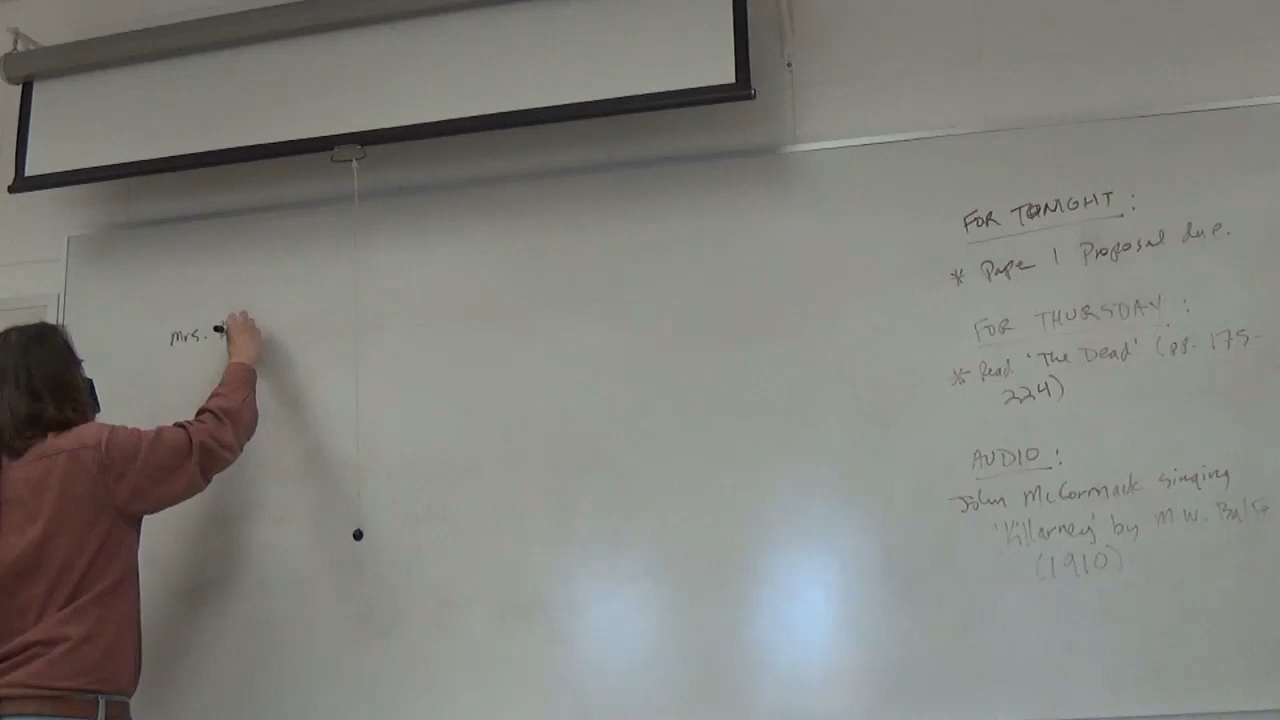 Mrs.
FOR TONIGHT:
* Paper 1 Proposal due.
FOR THURSDAY:
* Read 'The Dead' (pg. 175-
224)
AUDIO:
John McCormack singing
'Killarney' by M.W. Balfe
(1910)